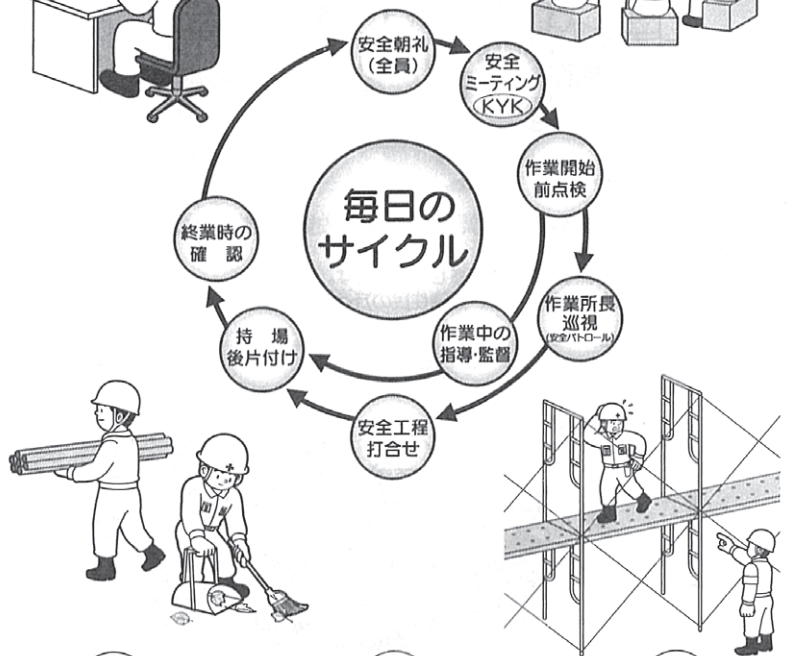 安全朝礼
(全員)
安全
ミーティング
KYK
作業開始
前点検
毎日の
サイクル
終業時の
確 認
作業所長
巡視
(安全パトロール)
作業中の
指導・監督
持 場
後片付け
安全工程
打合せ